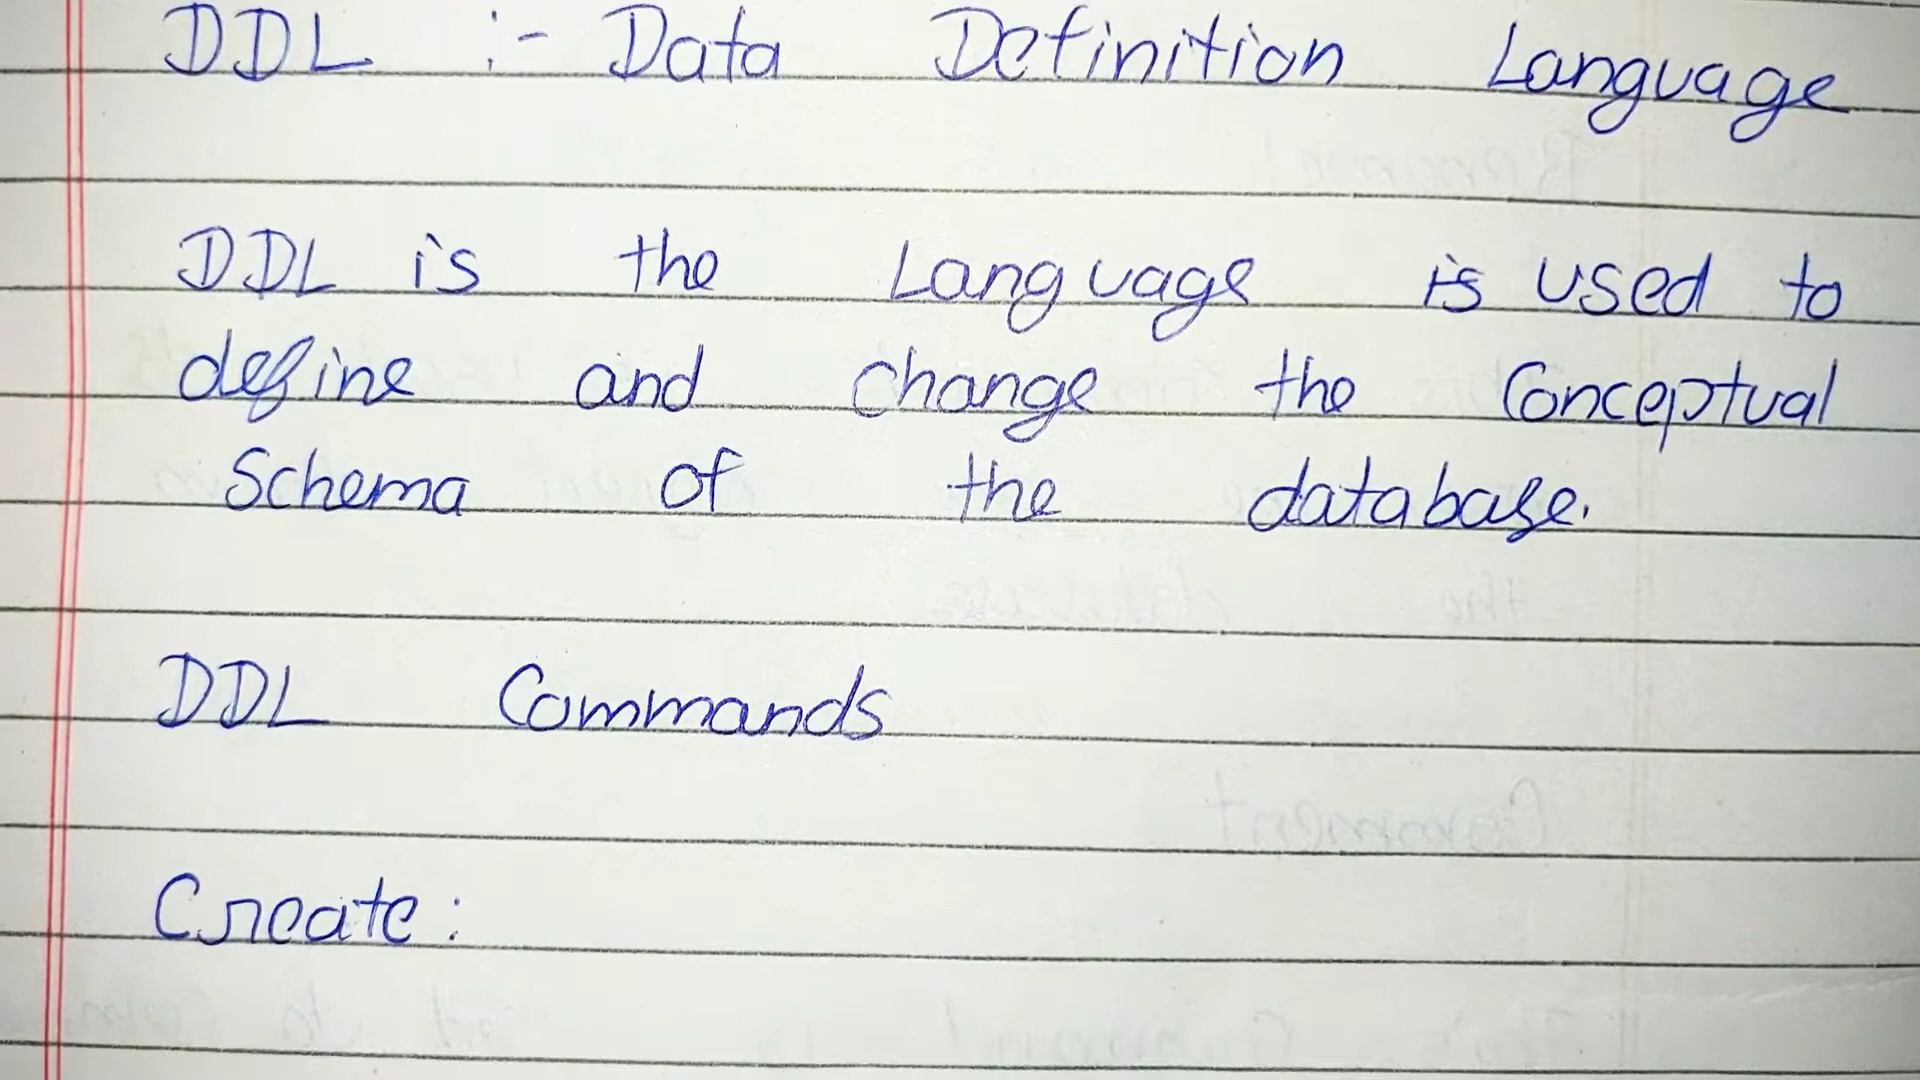 DDL :- Data Definition Language
DDL is the Language is used to
define and change the Conceptual
Schema of the database.
DDL Commands
Create: